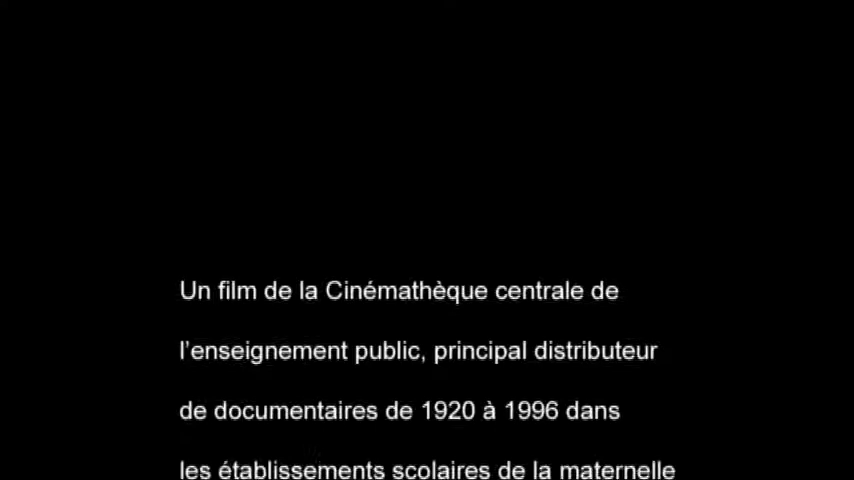 Un film de la Cinémathèque centrale de
l’enseignement public, principal distributeur
de documentaires de 1920 à 1996 dans
les établissements scolaires de la maternelle